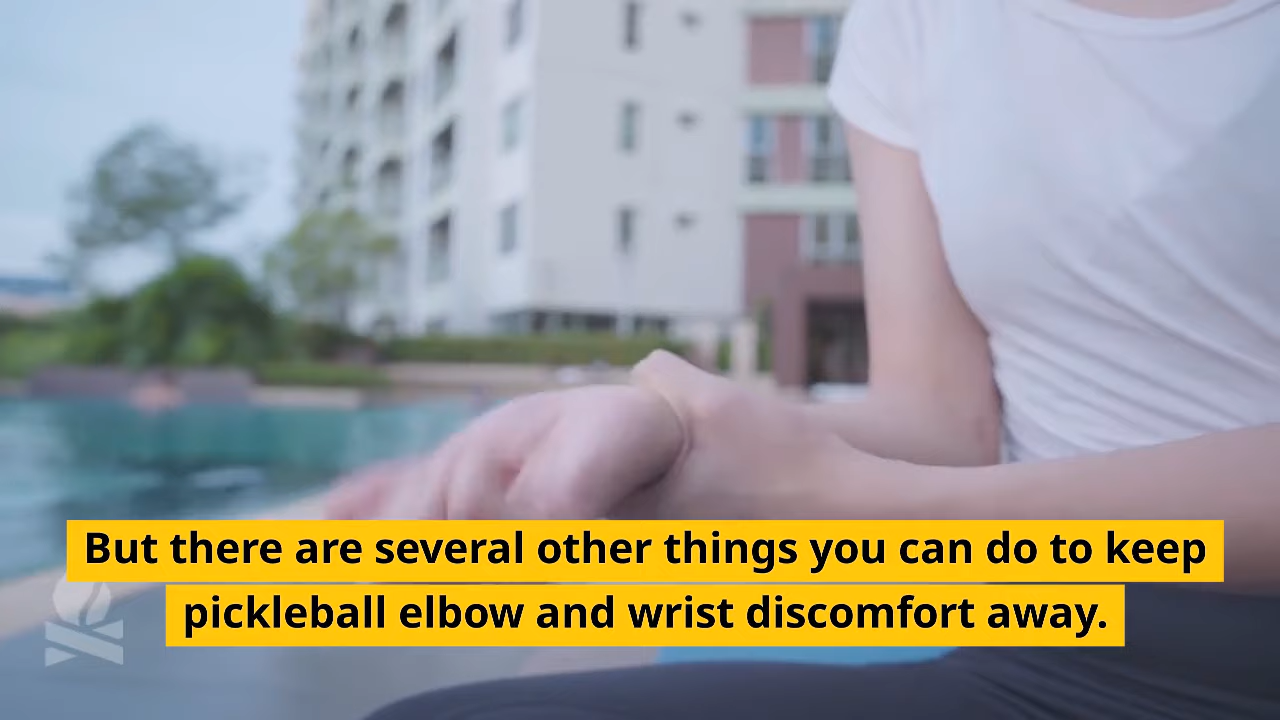 But there are several other things you can do to keep
pickleball elbow and wrist discomfort away.